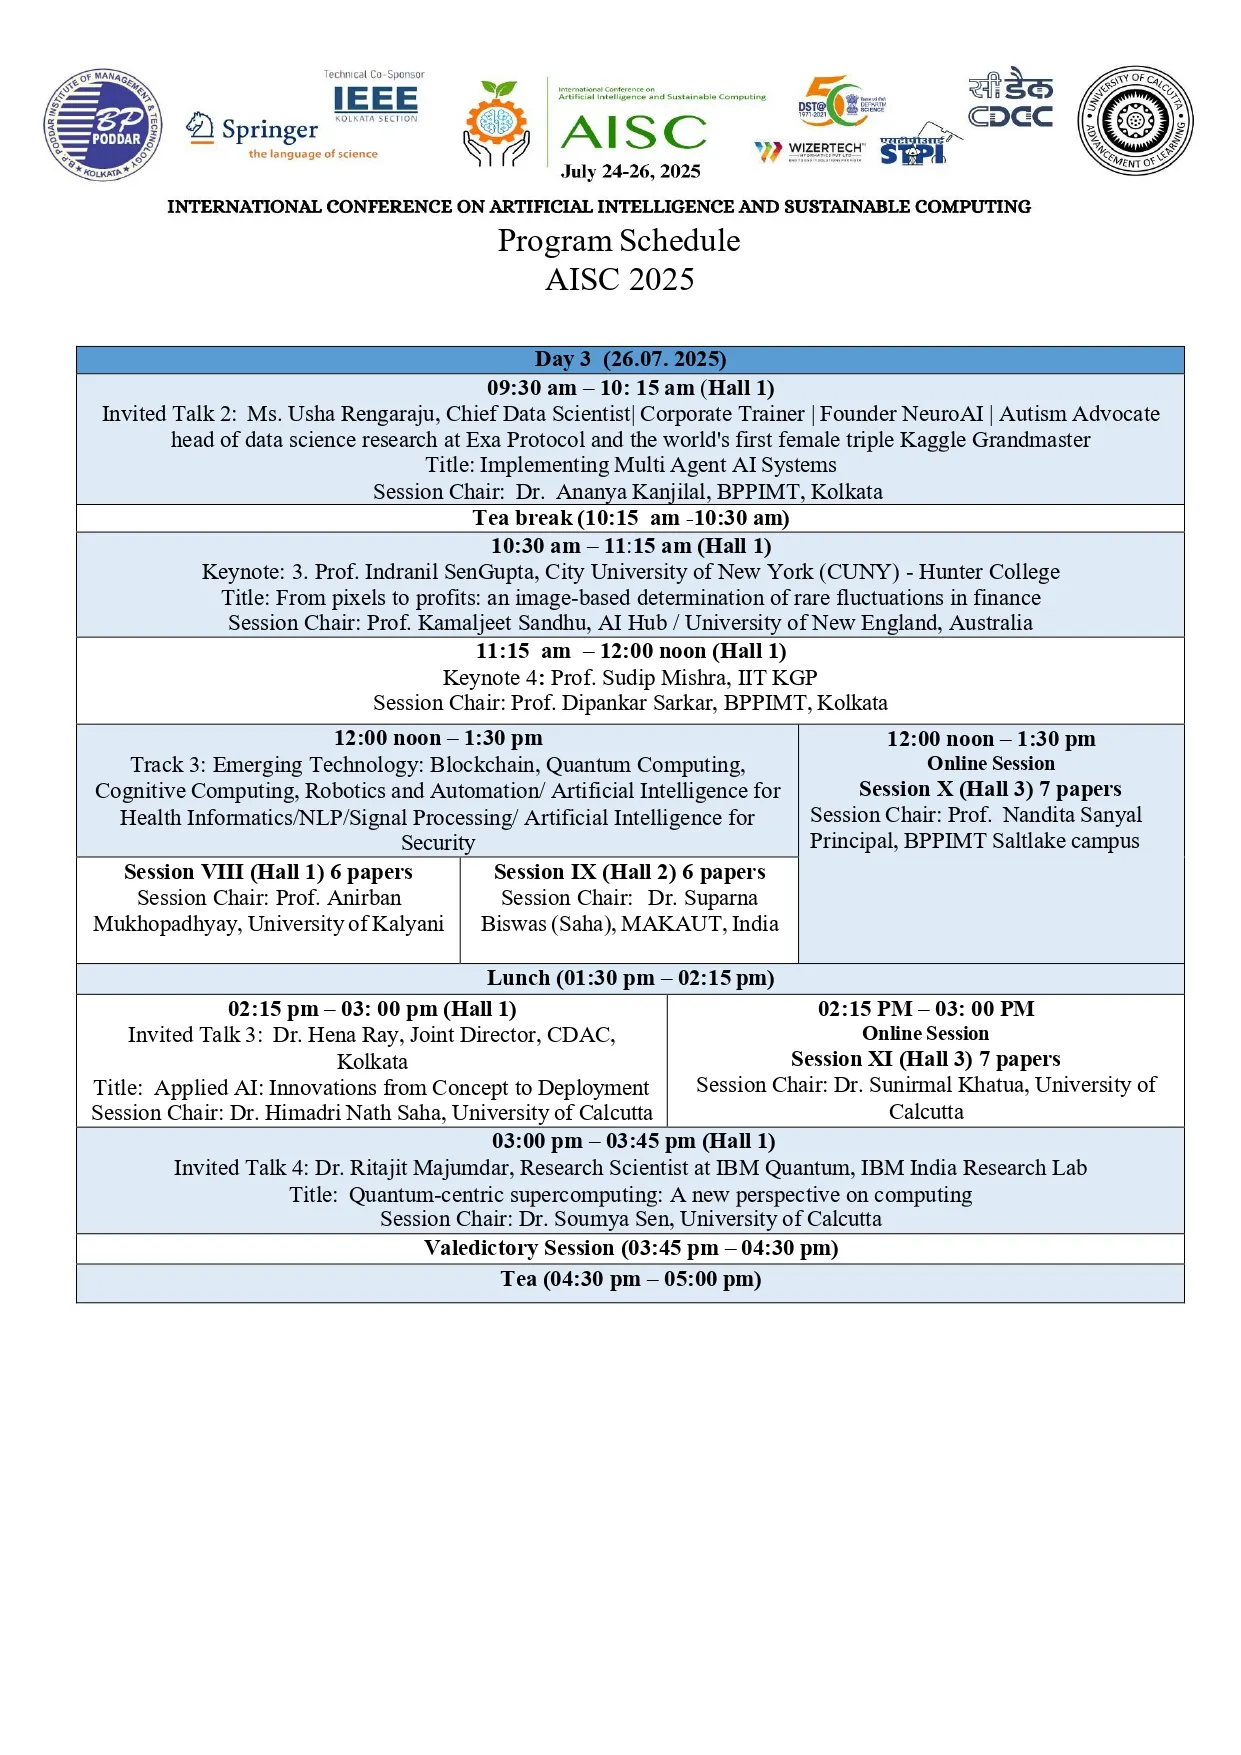 B.P. PODDAR INSTITUTE OF MANAGEMENT & TECHNOLOGY
BP
PODDAR
★ KOLKATA ★
Springer
the language of science
Technical Co-Sponsor
IEEE
KOLKATA SECTION
International Conference on
Artificial Intelligence and Sustainable Computing
AISC
July 24-26, 2025
50
DST@
1971-2021
WIZERTECH
INFORMATICS PVT LTD
एसटीपीआई
STPI
सी डैक
CDAC
UNIVERSITY OF CALCUTTA
ADVANCEMENT OF LEARNING
INTERNATIONAL CONFERENCE ON ARTIFICIAL INTELLIGENCE AND SUSTAINABLE COMPUTING
Program Schedule
AISC 2025
Day 3  (26.07. 2025)
09:30 am – 10: 15 am (Hall 1)
Invited Talk 2:  Ms. Usha Rengaraju, Chief Data Scientist| Corporate Trainer | Founder NeuroAI | Autism Advocate
head of data science research at Exa Protocol and the world's first female triple Kaggle Grandmaster
Title: Implementing Multi Agent AI Systems
Session Chair:  Dr.  Ananya Kanjilal, BPPIMT, Kolkata
Tea break (10:15  am -10:30 am)
10:30 am – 11:15 am (Hall 1)
Keynote: 3. Prof. Indranil SenGupta, City University of New York (CUNY) - Hunter College
Title: From pixels to profits: an image-based determination of rare fluctuations in finance
Session Chair: Prof. Kamaljeet Sandhu, AI Hub / University of New England, Australia
11:15  am  – 12:00 noon (Hall 1)
Keynote 4: Prof. Sudip Mishra, IIT KGP
Session Chair: Prof. Dipankar Sarkar, BPPIMT, Kolkata
12:00 noon – 1:30 pm
Track 3: Emerging Technology: Blockchain, Quantum Computing,
Cognitive Computing, Robotics and Automation/ Artificial Intelligence for
Health Informatics/NLP/Signal Processing/ Artificial Intelligence for
Security
12:00 noon – 1:30 pm
Online Session
Session X (Hall 3) 7 papers
Session Chair: Prof.  Nandita Sanyal
Principal, BPPIMT Saltlake campus
Session VIII (Hall 1) 6 papers
Session Chair: Prof. Anirban
Mukhopadhyay, University of Kalyani
Session IX (Hall 2) 6 papers
Session Chair:   Dr. Suparna
Biswas (Saha), MAKAUT, India
Lunch (01:30 pm – 02:15 pm)
02:15 pm – 03: 00 pm (Hall 1)
Invited Talk 3:  Dr. Hena Ray, Joint Director, CDAC,
Kolkata
Title:  Applied AI: Innovations from Concept to Deployment
Session Chair: Dr. Himadri Nath Saha, University of Calcutta
02:15 PM – 03: 00 PM
Online Session
Session XI (Hall 3) 7 papers
Session Chair: Dr. Sunirmal Khatua, University of
Calcutta
03:00 pm – 03:45 pm (Hall 1)
Invited Talk 4: Dr. Ritajit Majumdar, Research Scientist at IBM Quantum, IBM India Research Lab
Title:  Quantum-centric supercomputing: A new perspective on computing
Session Chair: Dr. Soumya Sen, University of Calcutta
Valedictory Session (03:45 pm – 04:30 pm)
Tea (04:30 pm – 05:00 pm)